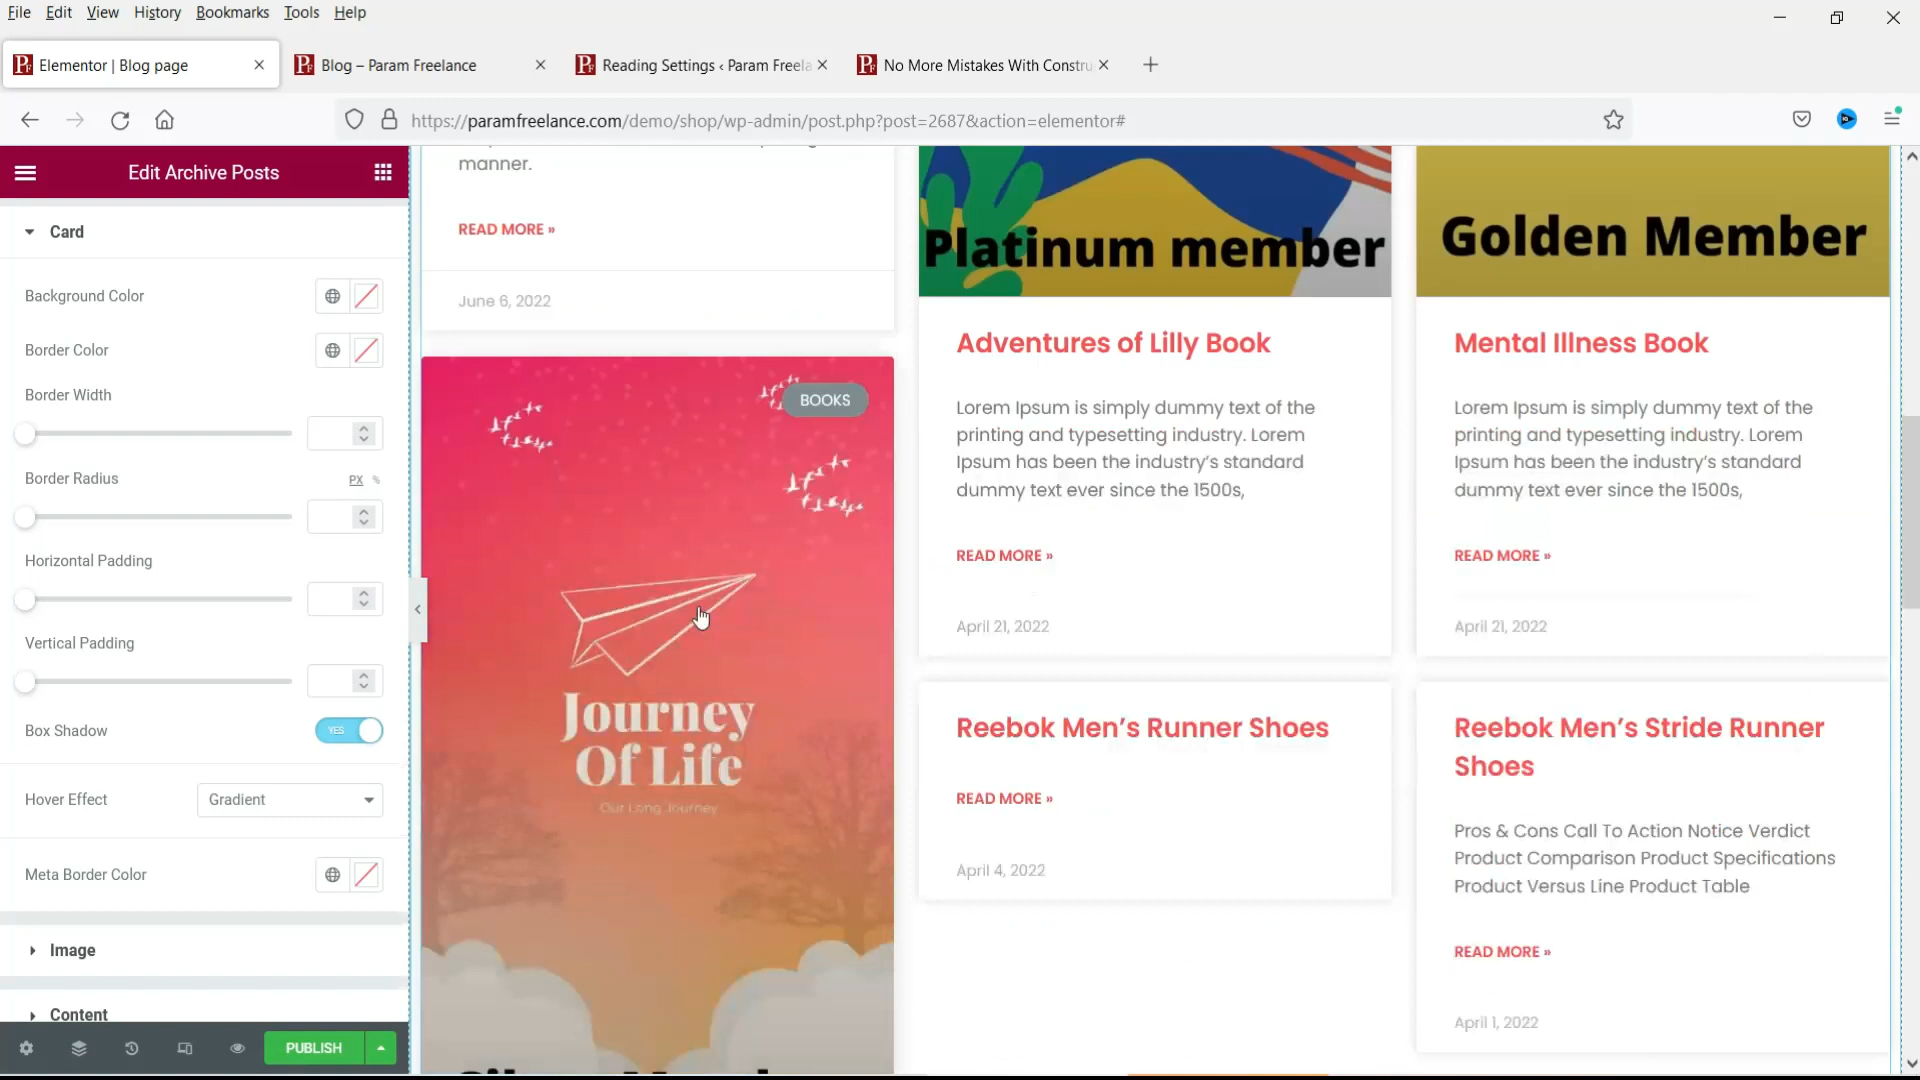 File Edit View History Bookmarks Tools Help
Elementor | Blog page
Blog – Param Freelance
Reading Settings ‹ Param Freela
No More Mistakes With Constru
https://paramfreelance.com/demo/shop/wp-admin/post.php?post=2687&action=elementor#
Edit Archive Posts
Card
Background Color
Border Color
Border Width
Border Radius
PX %
Horizontal Padding
Vertical Padding
Box Shadow
YES
Hover Effect
Gradient
Meta Border Color
Image
Content
PUBLISH
manner.
READ MORE »
June 6, 2022
BOOKS
Journey
Of Life
Our Long Journey
Platinum member
Adventures of Lilly Book
Lorem Ipsum is simply dummy text of the
printing and typesetting industry. Lorem
Ipsum has been the industry’s standard
dummy text ever since the 1500s,
READ MORE »
April 21, 2022
Reebok Men’s Runner Shoes
READ MORE »
April 4, 2022
Golden Member
Mental Illness Book
Lorem Ipsum is simply dummy text of the
printing and typesetting industry. Lorem
Ipsum has been the industry’s standard
dummy text ever since the 1500s,
READ MORE »
April 21, 2022
Reebok Men’s Stride Runner
Shoes
Pros & Cons Call To Action Notice Verdict
Product Comparison Product Specifications
Product Versus Line Product Table
READ MORE »
April 1, 2022